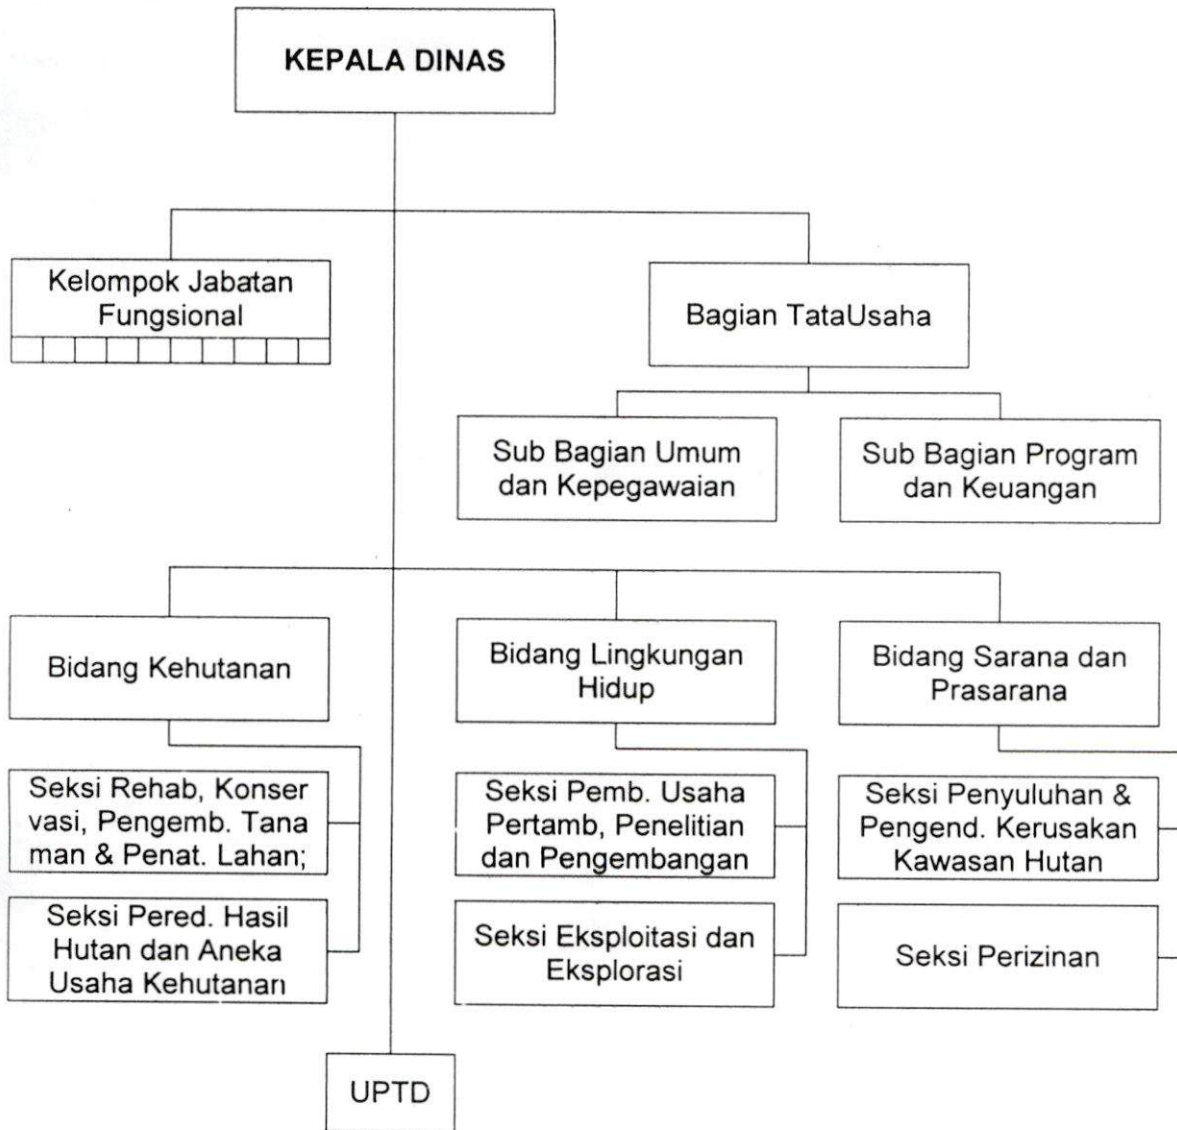 KEPALA DINAS
Kelompok Jabatan
Fungsional
Bagian TataUsaha
Sub Bagian Umum
dan Kepegawaian
Sub Bagian Program
dan Keuangan
Bidang Kehutanan
Bidang Lingkungan
Hidup
Bidang Sarana dan
Prasarana
Seksi Rehab, Konser
vasi, Pengemb. Tana
man & Penat. Lahan;
Seksi Pemb. Usaha
Pertamb, Penelitian
dan Pengembangan
Seksi Penyuluhan &
Pengend. Kerusakan
Kawasan Hutan
Seksi Pered. Hasil
Hutan dan Aneka
Usaha Kehutanan
Seksi Eksploitasi dan
Eksplorasi
Seksi Perizinan
UPTD